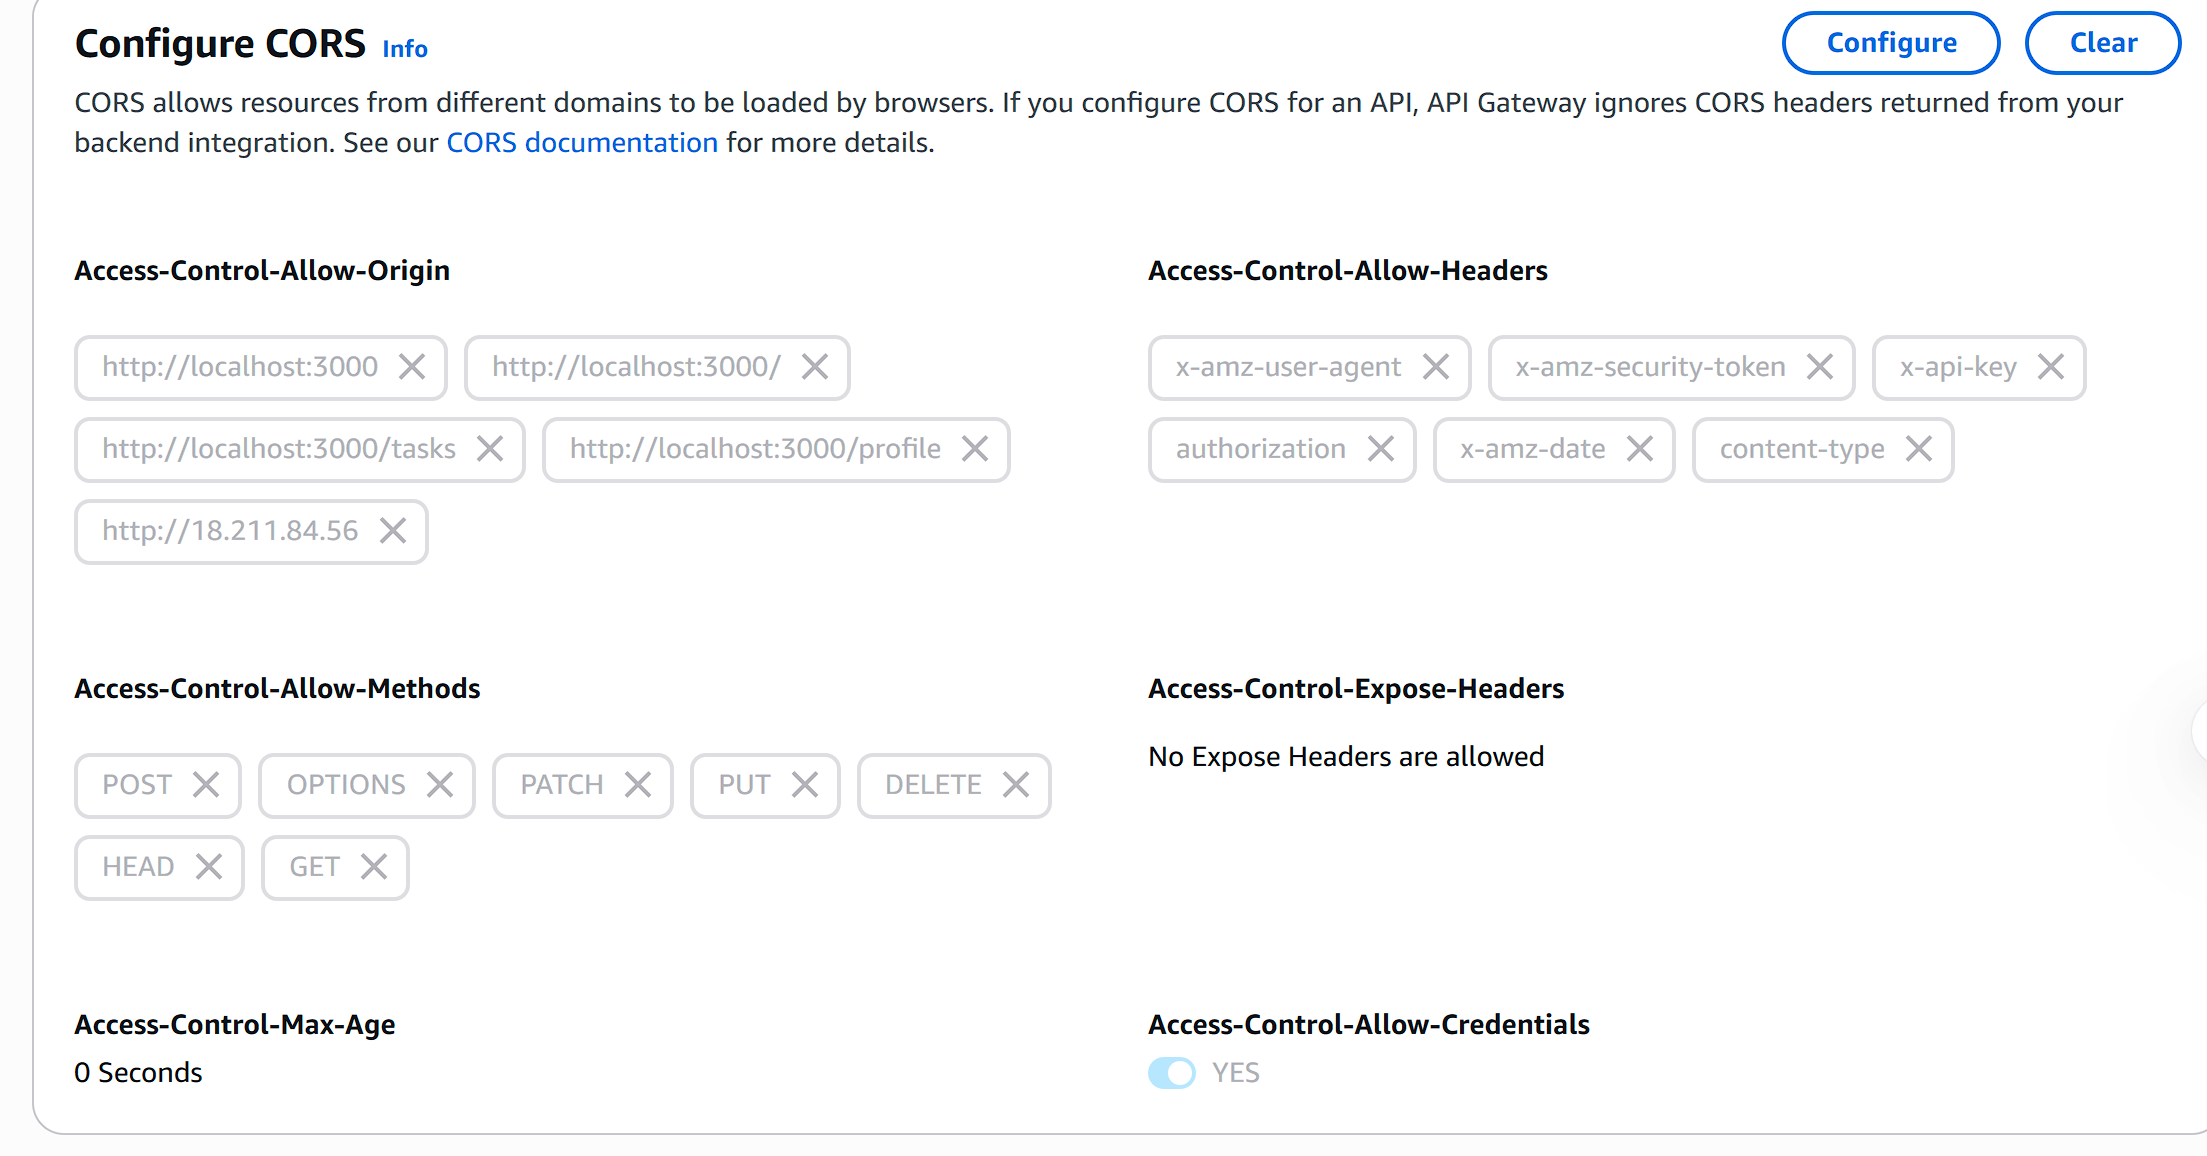 Configure CORS Info
Configure
Clear
CORS allows resources from different domains to be loaded by browsers. If you configure CORS for an API, API Gateway ignores CORS headers returned from your
backend integration. See our CORS documentation for more details.
Access-Control-Allow-Origin
http://localhost:3000
http://localhost:3000/
http://localhost:3000/tasks
http://localhost:3000/profile
http://18.211.84.56
Access-Control-Allow-Headers
x-amz-user-agent
x-amz-security-token
x-api-key
authorization
x-amz-date
content-type
Access-Control-Allow-Methods
POST
OPTIONS
PATCH
PUT
DELETE
HEAD
GET
Access-Control-Expose-Headers
No Expose Headers are allowed
Access-Control-Max-Age
0 Seconds
Access-Control-Allow-Credentials
YES